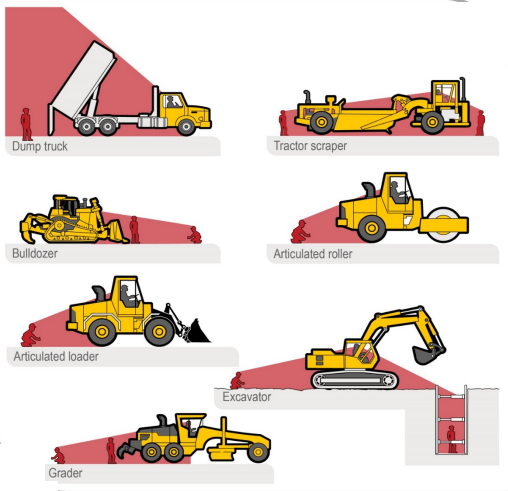 Dump truck
Tractor scraper
Bulldozer
Articulated roller
Articulated loader
Excavator
Grader